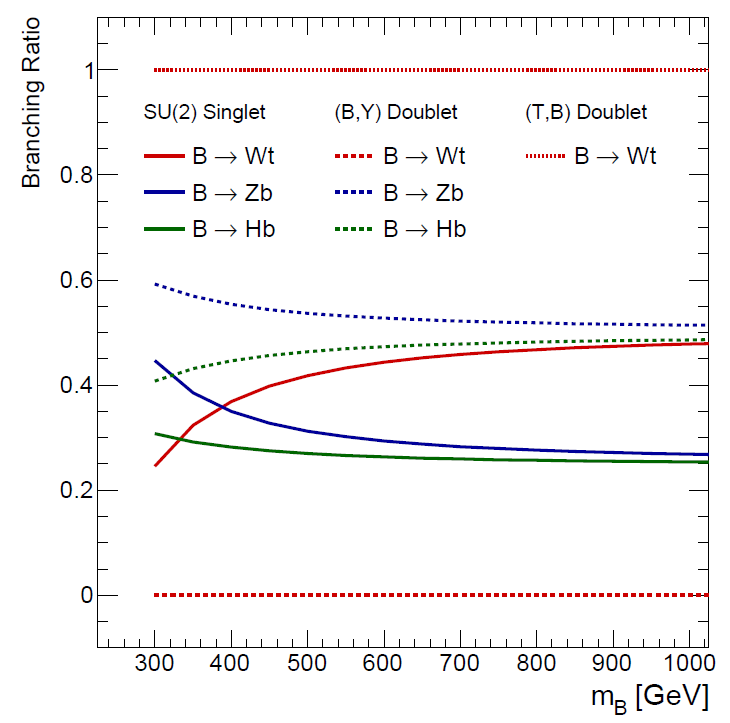 Branching Ratio
1
SU(2) Singlet (B,Y) Doublet (T,B) Doublet
B → Wt B → Wt B → Wt
0.8
B → Zb B → Zb
B → Hb B → Hb
0.6
0.4
0.2
0
300 400 500 600 700 800 900 1000
m_B [GeV]